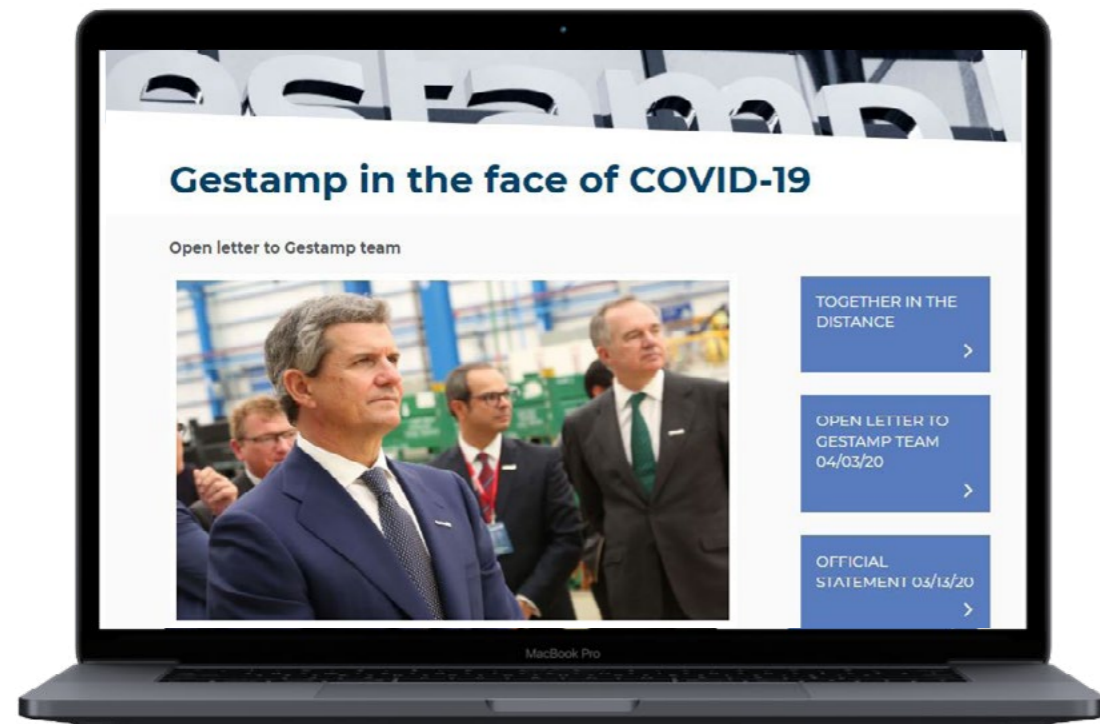 estamp
Gestamp in the face of COVID-19
Open letter to Gestamp team
TOGETHER IN THE
DISTANCE
OPEN LETTER TO
GESTAMP TEAM
04/03/20
OFFICIAL
STATEMENT 03/13/20
MacBook Pro